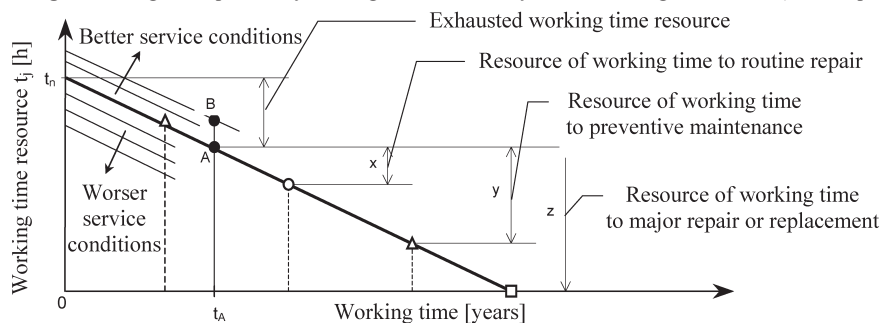 Exhausted working time resource
Better service conditions
Resource of working time to routine repair
tn
B
Resource of working time
to preventive maintenance
A
x
y
z
Worser
service
conditions
Resource of working time
to major repair or replacement
Working time resource tj [h]
0
tA
Working time [years]